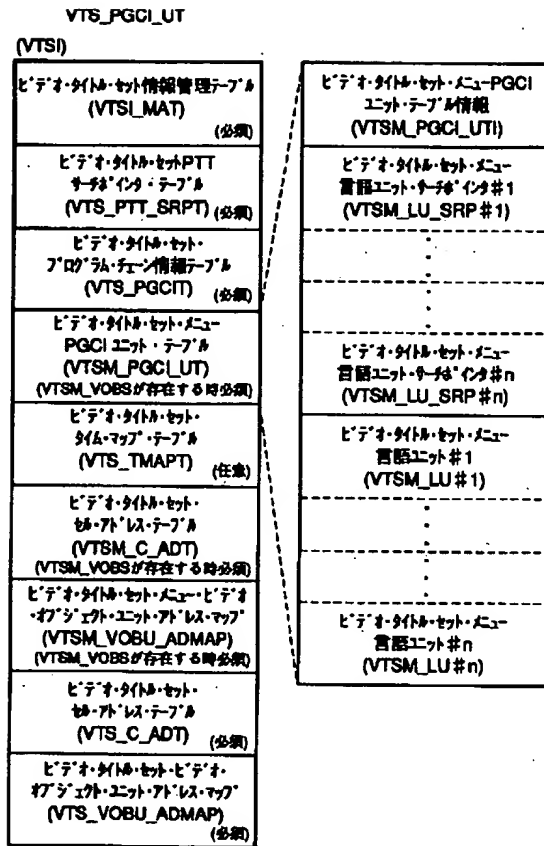 VTS_PGCI_UT
(VTSI)
ビデオ・タイトル・セット情報管理テーブル
(VTSI_MAT)
(必須)
ビデオ・タイトル・セットPTT
サーチポインタ・テーブル
(VTS_PTT_SRPT) (必須)
ビデオ・タイトル・セット・
プログラム・チェーン情報テーブル
(VTS_PGCIT) (必須)
ビデオ・タイトル・セット・メニュー
PGCI ユニット・テーブル
(VTSM_PGCI_UT)
(VTSM_VOBSが存在する時必須)
ビデオ・タイトル・セット・
タイム・マップ・テーブル
(VTS_TMAPT) (任意)
ビデオ・タイトル・セット・
セル・アドレス・テーブル
(VTSM_C_ADT)
(VTSM_VOBSが存在する時必須)
ビデオ・タイトル・セット・メニュー・ビデオ
・オブジェクト・ユニット・アドレス・マップ
(VTSM_VOBU_ADMAP)
(VTSM_VOBSが存在する時必須)
ビデオ・タイトル・セット・
セル・アドレス・テーブル
(VTS_C_ADT) (必須)
ビデオ・タイトル・セット・ビデオ・
オブジェクト・ユニット・アドレス・マップ
(VTS_VOBU_ADMAP)
(必須)
ビデオ・タイトル・セット・メニューPGCI
ユニット・テーブル情報
(VTSM_PGCI_UTI)
ビデオ・タイトル・セット・メニュー
言語ユニット・サーチポインタ#1
(VTSM_LU_SRP#1)
ビデオ・タイトル・セット・メニュー
言語ユニット・サーチポインタ#n
(VTSM_LU_SRP#n)
ビデオ・タイトル・セット・メニュー
言語ユニット#1
(VTSM_LU#1)
ビデオ・タイトル・セット・メニュー
言語ユニット#n
(VTSM_LU#n)